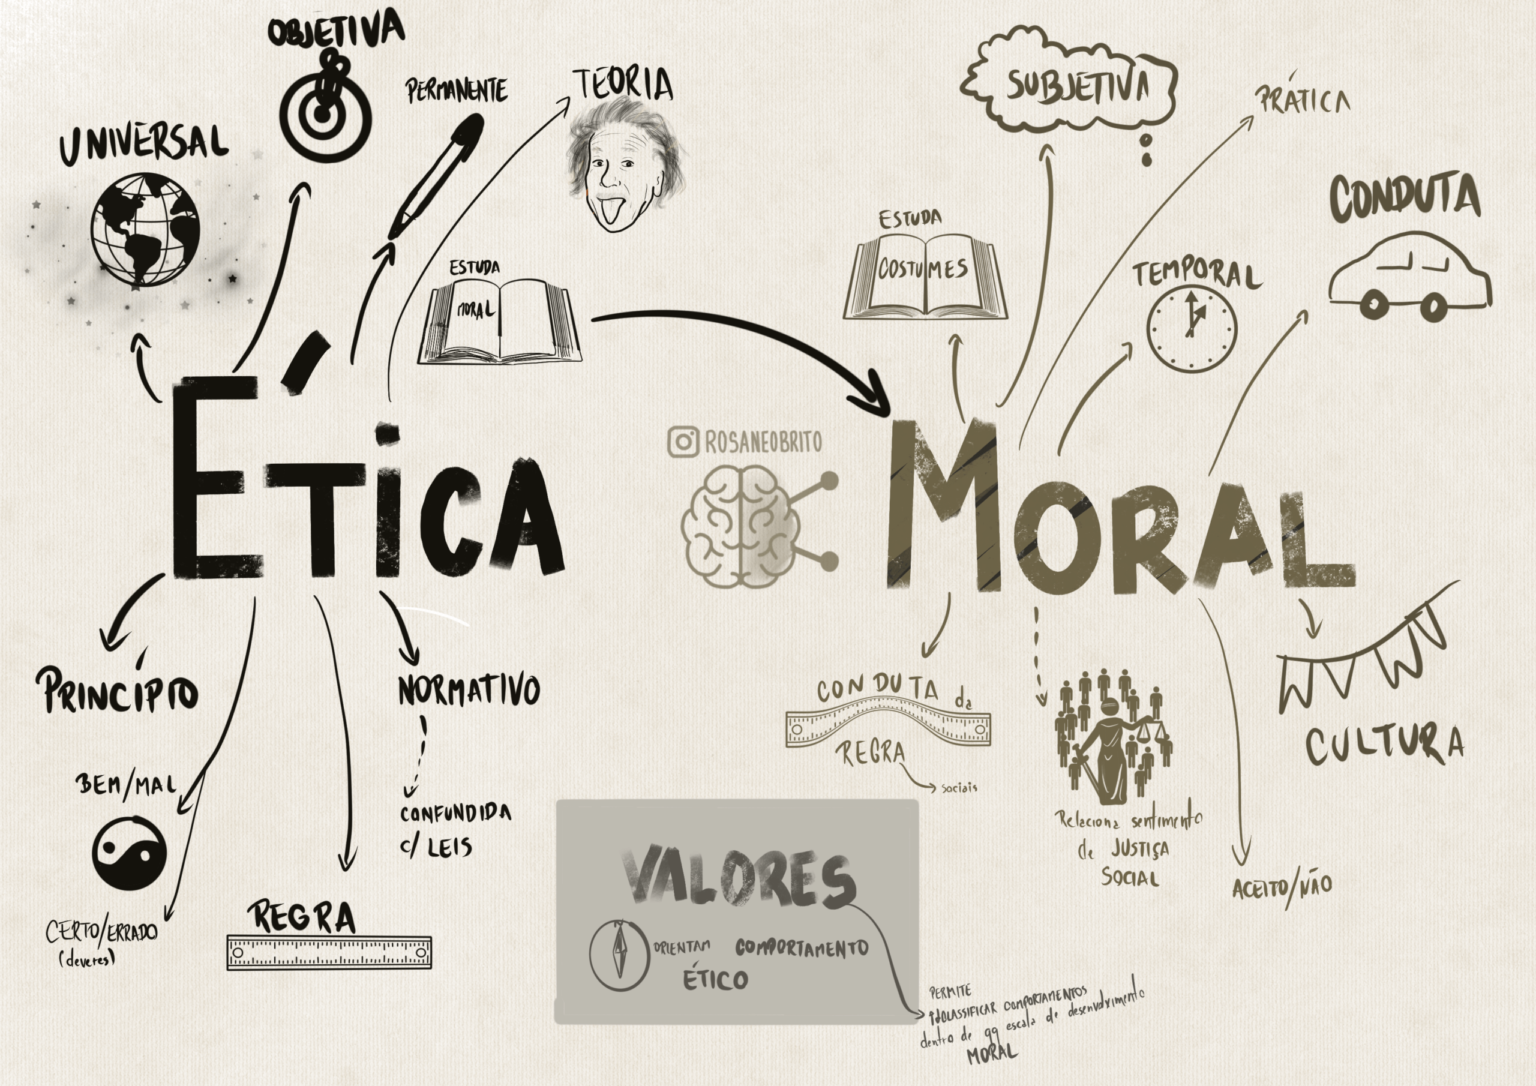 OBJETIVA
PERMANENTE
TEORIA
UNIVERSAL
ESTUDA
MORAL
ÉTICA
PRINCÍPIO
NORMATIVO
BEM/MAL
CONFUNDIDA
C/ LEIS
CERTO/ERRADO
(deveres)
REGRA
ROSANEOBRITO
SUBJETIVA
PRÁTICA
CONDUTA
ESTUDA
COSTUMES
TEMPORAL
MORAL
CONDUTA da
REGRA
sociais
Relaciona sentimento
de JUSTIÇA
SOCIAL
CULTURA
ACEITO/NÃO
VALORES
ORIENTAM COMPORTAMENTO
ÉTICO
PERMITE
CLASSIFICAR COMPORTAMENTOS
dentro de qq escala de desenvolvimento
MORAL